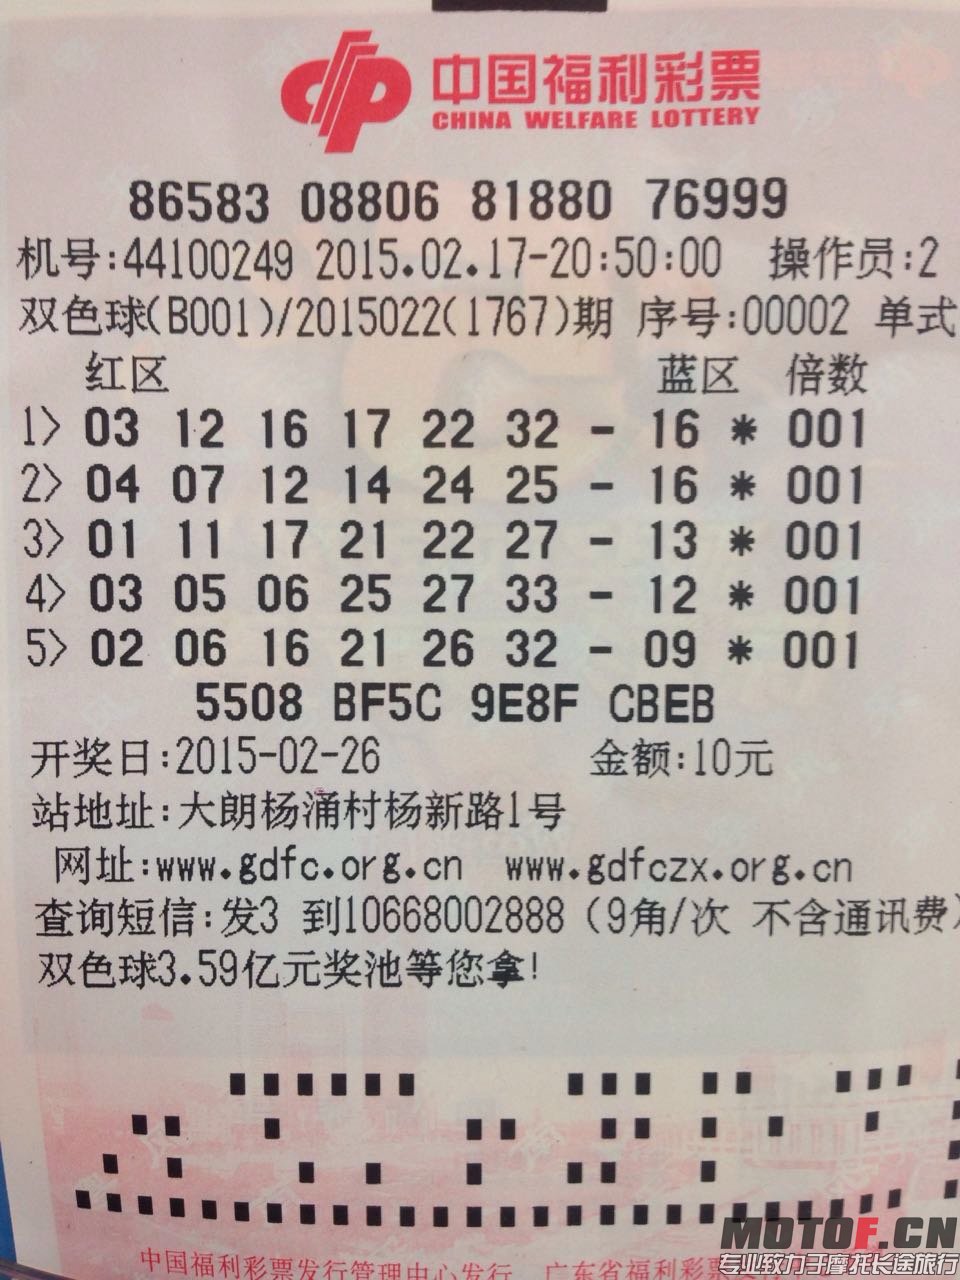 中国福利彩票
CHINA WELFARE LOTTERY
86583 08806 81880 76999
机号:44100249 2015.02.17-20:50:00 操作员:2
双色球(B001)/2015022(1767)期 序号:00002 单式
红区 蓝区 倍数
1> 03 12 16 17 22 32 - 16 * 001
2> 04 07 12 14 24 25 - 16 * 001
3> 01 11 17 21 22 27 - 13 * 001
4> 03 05 06 25 27 33 - 12 * 001
5> 02 06 16 21 26 32 - 09 * 001
5508 BF5C 9E8F CBEB
开奖日:2015-02-26 金额:10元
站地址:大朗杨涌村杨新路1号
网址:www.gdfc.org.cn www.gdfczx.org.cn
查询短信:发3 到10668002888 (9角/次 不含通讯费)
双色球3.59亿元奖池等您拿!
中国福利彩票发行管理中心发行 广东省福利彩票
MOTOF.CN
专业致力于摩托长途旅行